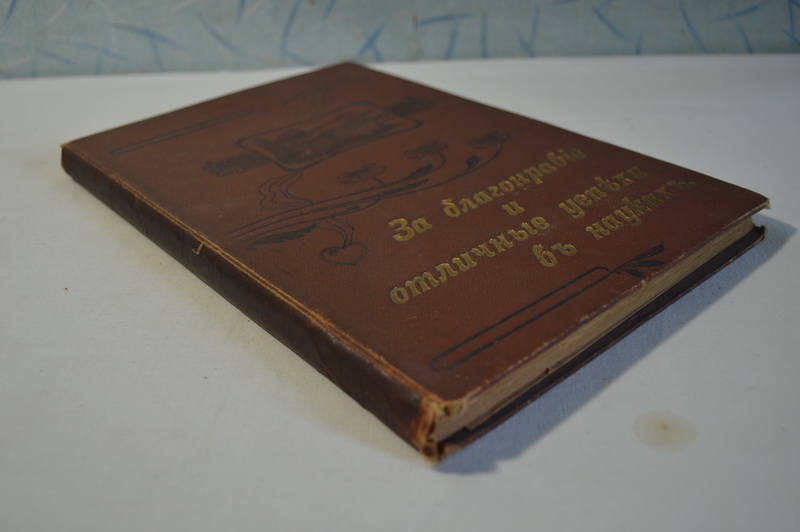 За благонравіе
и
отличные успѣхи
въ наукахъ.